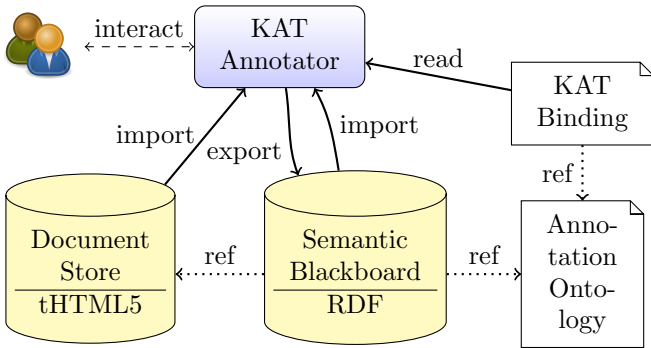 interact
KAT
Annotator
read
KAT
Binding
import
export
import
ref
Document
Store
tHTML5
ref
Semantic
Blackboard
RDF
ref
Anno-
tation
Onto-
logy